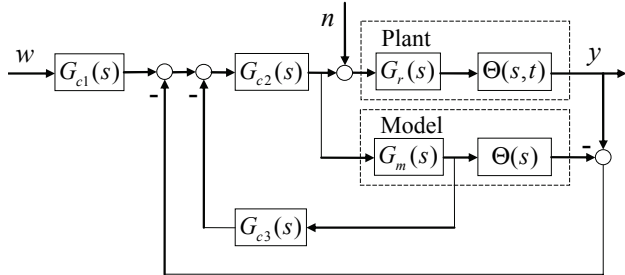 n
Plant
w
G_{c1}(s)
G_{c2}(s)
G_r(s)
Θ(s,t)
y
-
-
Model
G_m(s)
Θ(s)
-
G_{c3}(s)